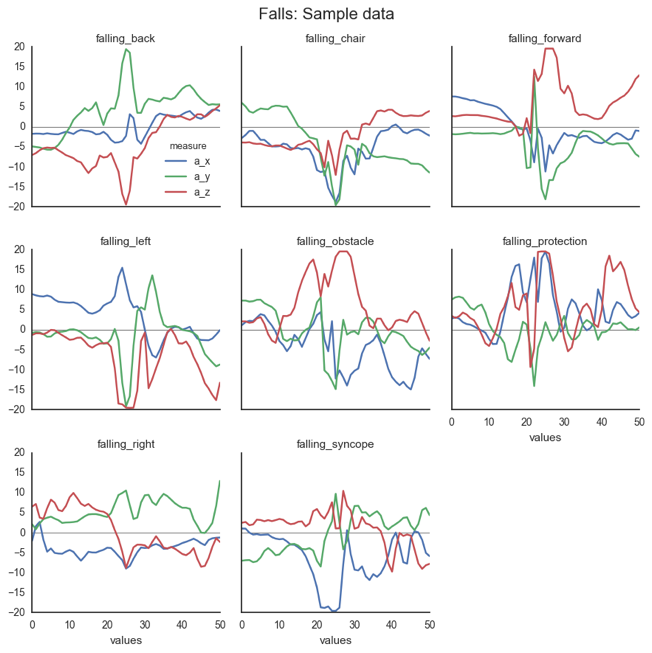 Falls: Sample data
falling_back
falling_chair
falling_forward
20
15
10
5
0
−5
−10
−15
−20
measure
a_x
a_y
a_z
falling_left
falling_obstacle
falling_protection
20
15
10
5
0
−5
−10
−15
−20
0 10 20 30 40 50
values
falling_right
falling_syncope
20
15
10
5
0
−5
−10
−15
−20
0 10 20 30 40 50
values
0 10 20 30 40 50
values